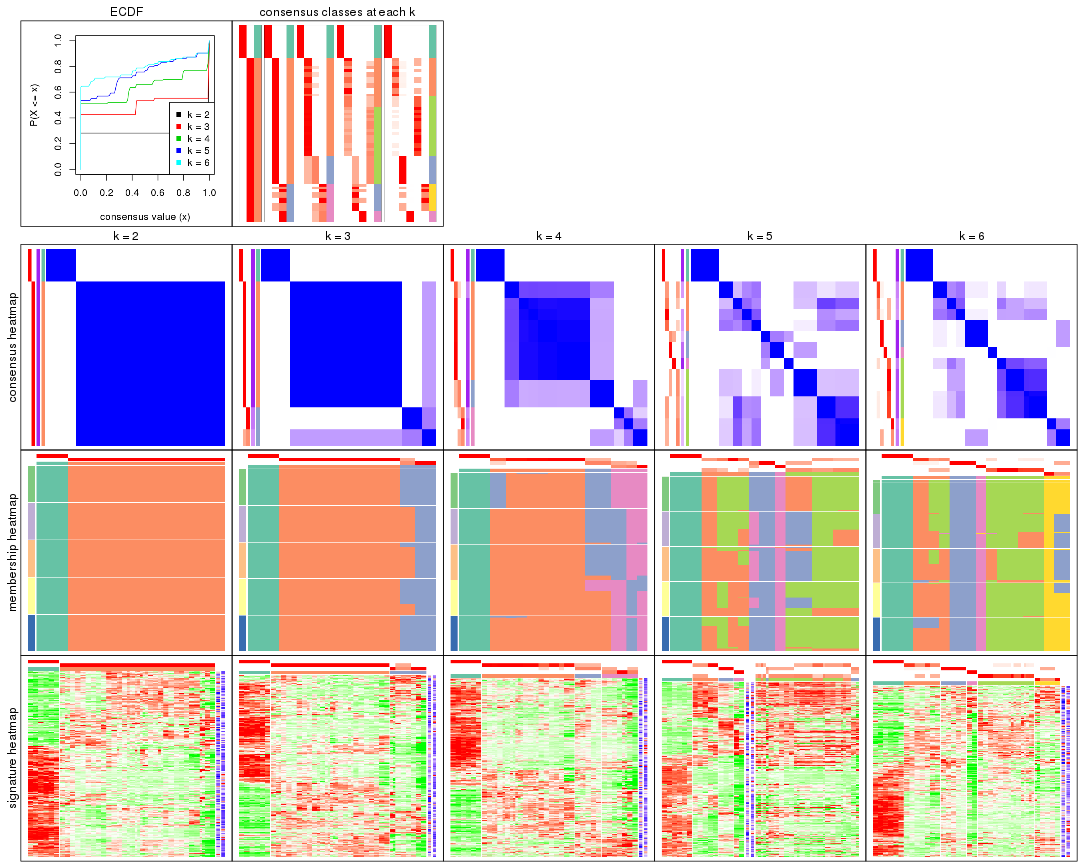 ECDF
consensus classes at each k
P(X <= x)
0.0
0.2
0.4
0.6
0.8
1.0
k = 2
k = 3
k = 4
k = 5
k = 6
0.0 0.2 0.4 0.6 0.8 1.0
consensus value (x)
k = 2
k = 3
k = 4
k = 5
k = 6
consensus heatmap
membership heatmap
signature heatmap